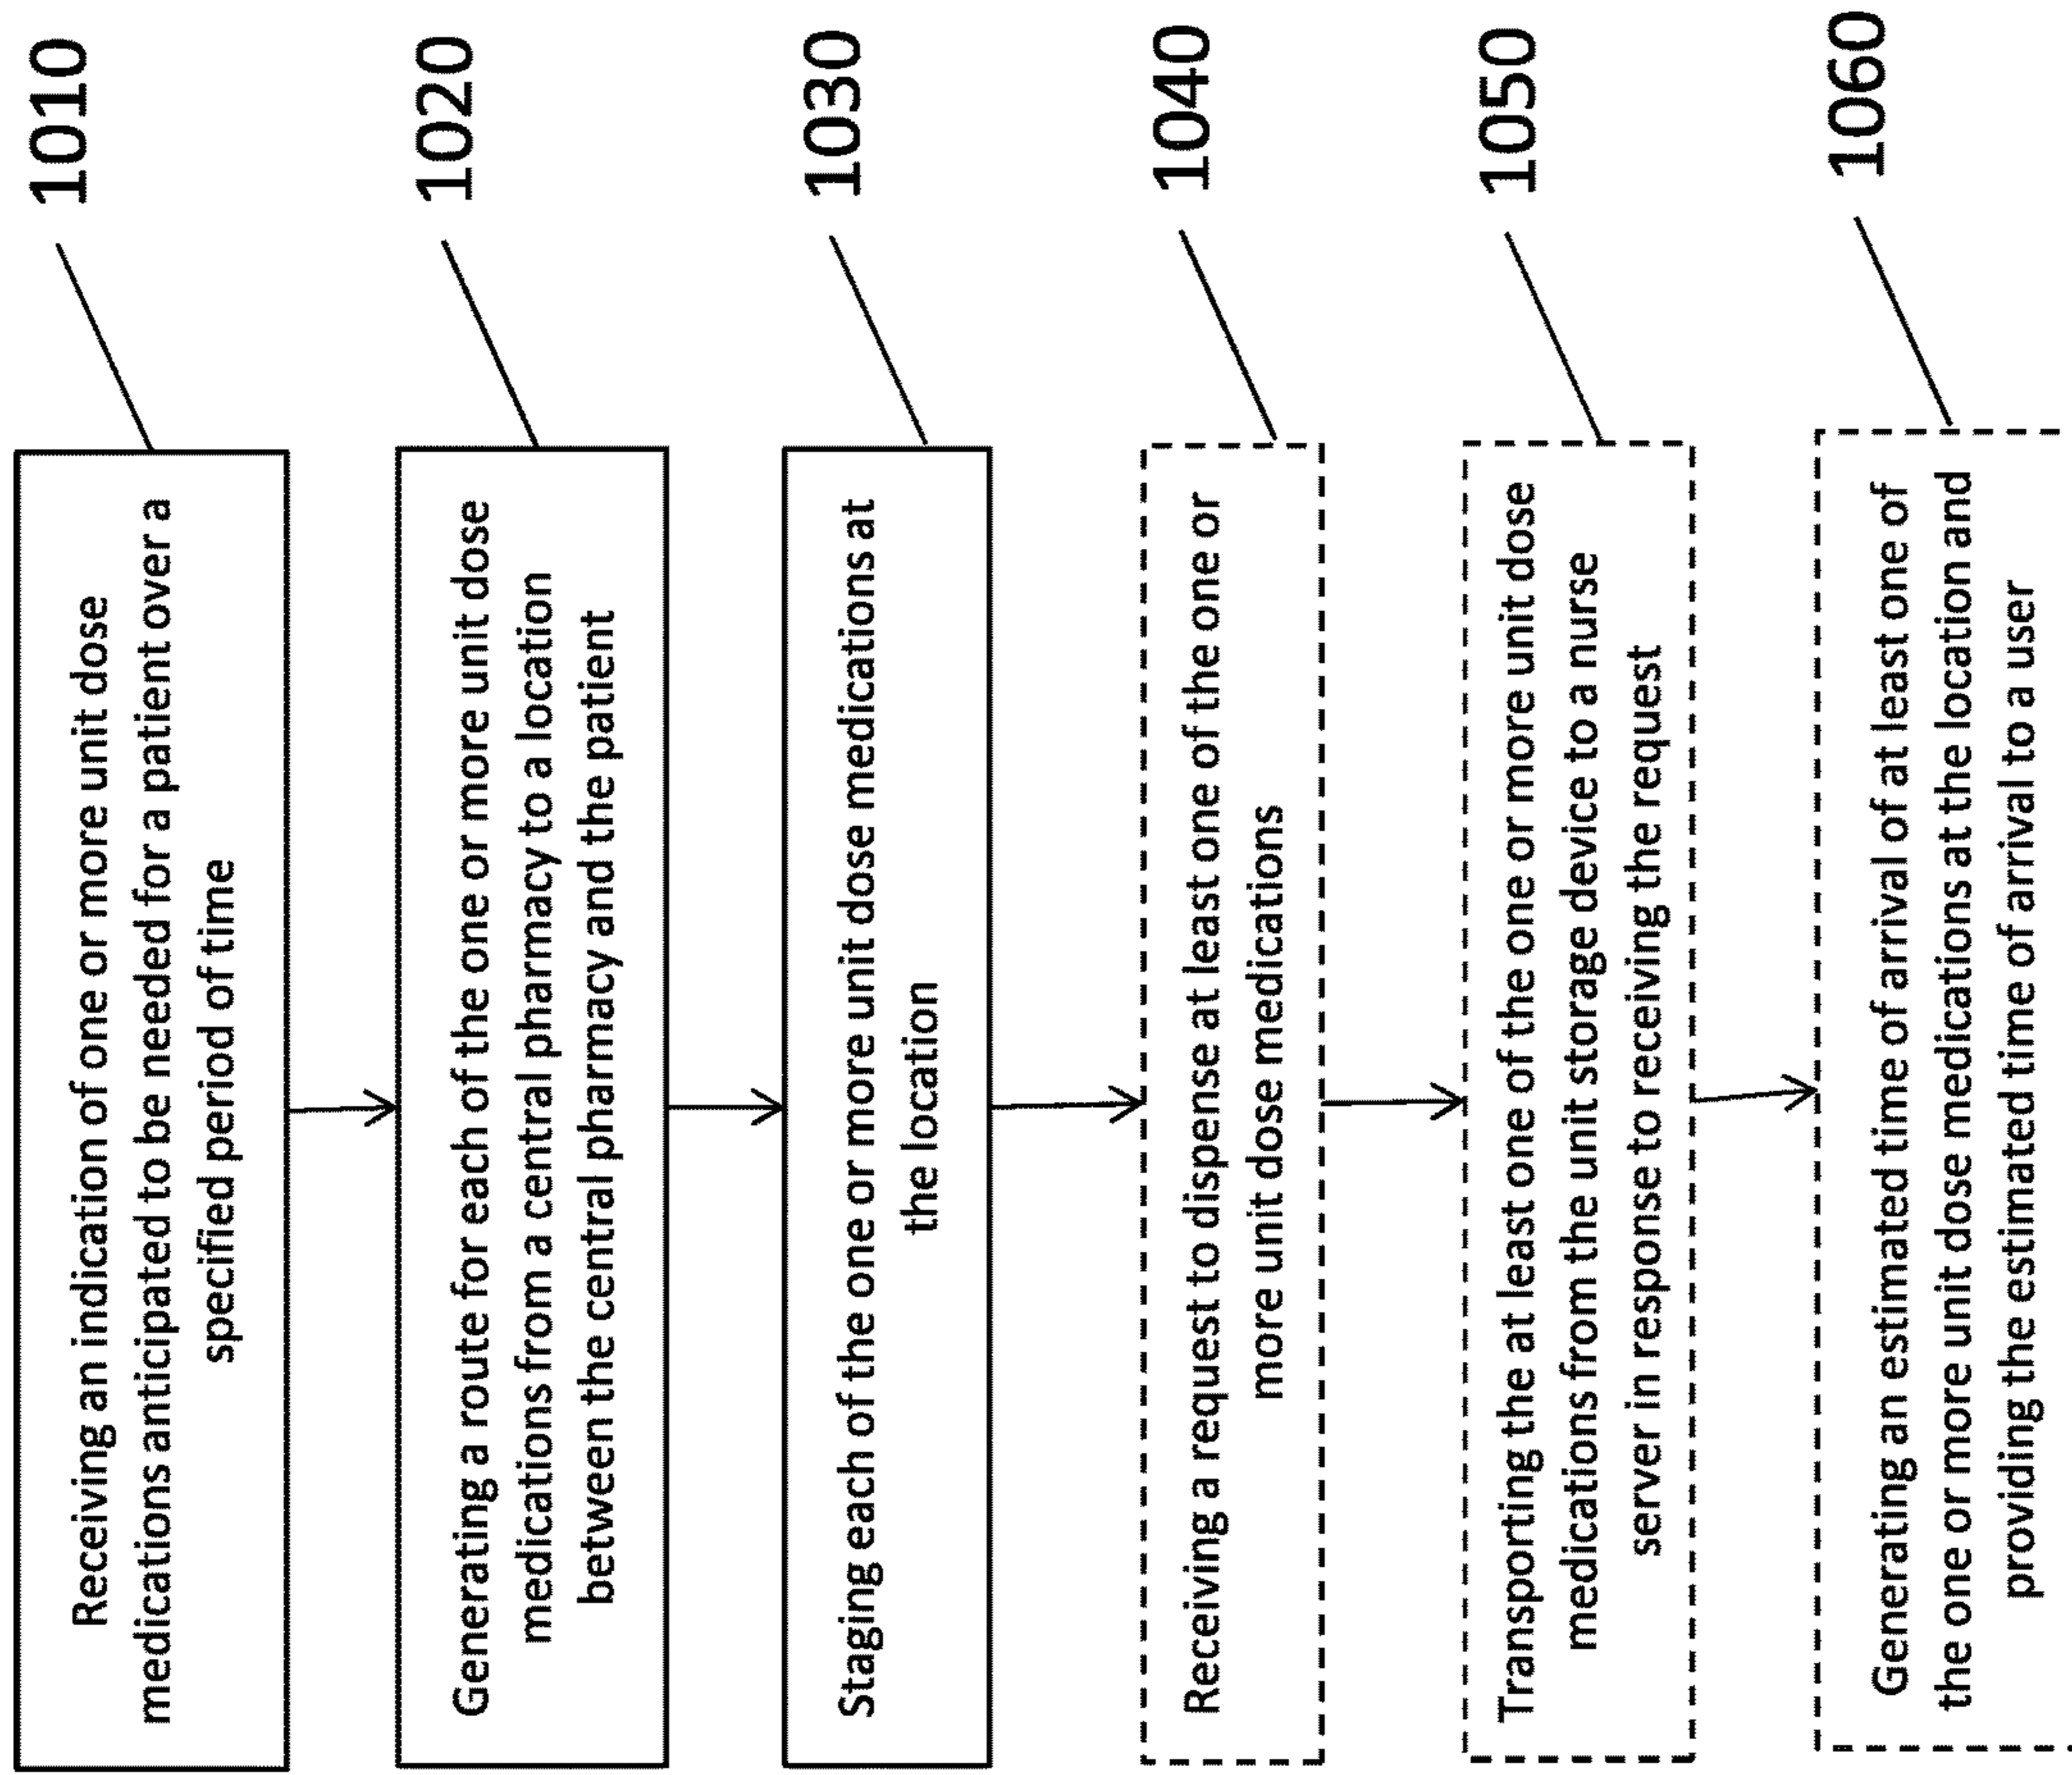 Receiving an indication of one or more unit dose
medications anticipated to be needed for a patient over a
specified period of time
1010
Generating a route for each of the one or more unit dose
medications from a central pharmacy to a location
between the central pharmacy and the patient
1020
Staging each of the one or more unit dose medications at
the location
1030
Receiving a request to dispense at least one of the one or
more unit dose medications
1040
Transporting the at least one of the one or more unit dose
medications from the unit storage device to a nurse
server in response to receiving the request
1050
Generating an estimated time of arrival of at least one of
the one or more unit dose medications at the location and
providing the estimated time of arrival to a user
1060